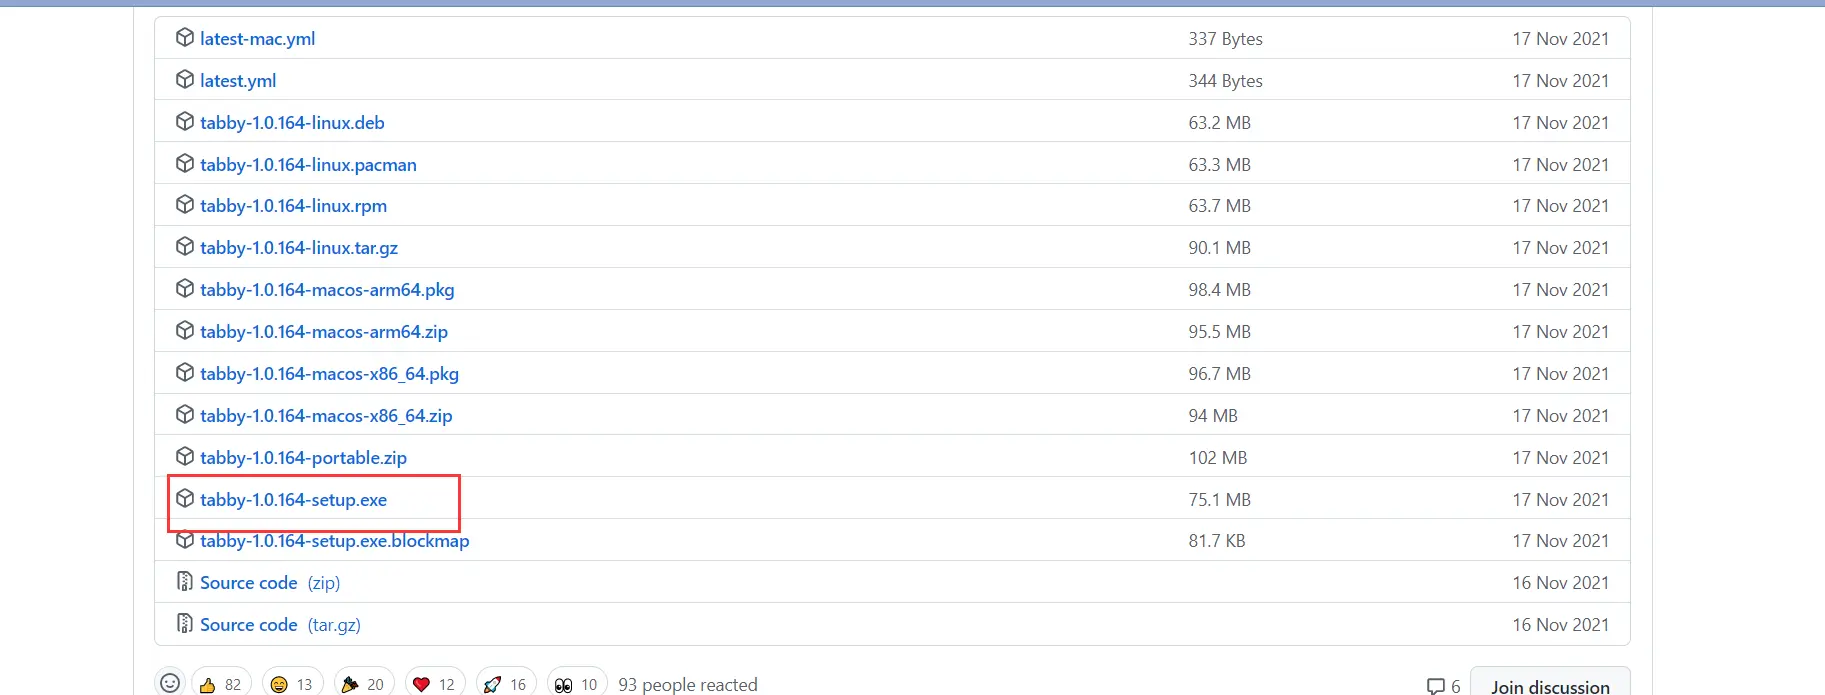 latest-mac.yml 337 Bytes 17 Nov 2021
latest.yml 344 Bytes 17 Nov 2021
tabby-1.0.164-linux.deb 63.2 MB 17 Nov 2021
tabby-1.0.164-linux.pacman 63.3 MB 17 Nov 2021
tabby-1.0.164-linux.rpm 63.7 MB 17 Nov 2021
tabby-1.0.164-linux.tar.gz 90.1 MB 17 Nov 2021
tabby-1.0.164-macos-arm64.pkg 98.4 MB 17 Nov 2021
tabby-1.0.164-macos-arm64.zip 95.5 MB 17 Nov 2021
tabby-1.0.164-macos-x86_64.pkg 96.7 MB 17 Nov 2021
tabby-1.0.164-macos-x86_64.zip 94 MB 17 Nov 2021
tabby-1.0.164-portable.zip 102 MB 17 Nov 2021
tabby-1.0.164-setup.exe 75.1 MB 17 Nov 2021
tabby-1.0.164-setup.exe.blockmap 81.7 KB 17 Nov 2021
Source code (zip) 16 Nov 2021
Source code (tar.gz) 16 Nov 2021
82 13 20 12 16 10 93 people reacted 6 Join discussion